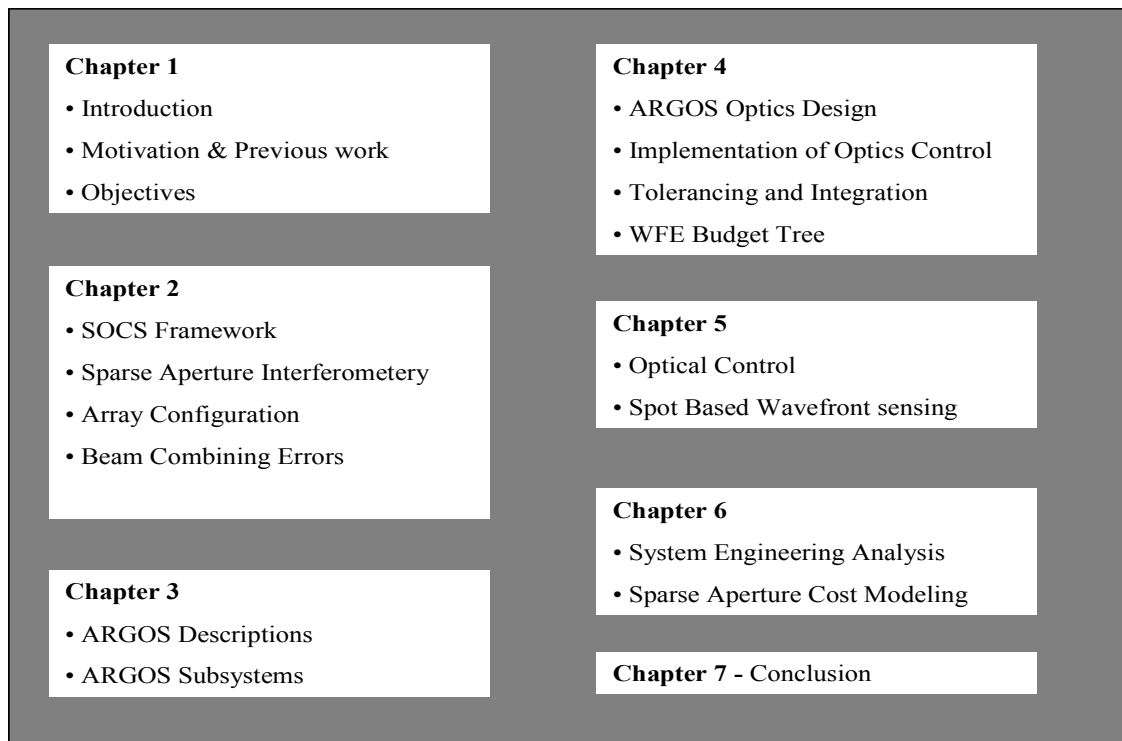 Chapter 1
• Introduction
• Motivation & Previous work
• Objectives
Chapter 2
• SOCS Framework
• Sparse Aperture Interferometery
• Array Configuration
• Beam Combining Errors
Chapter 3
• ARGOS Descriptions
• ARGOS Subsystems
Chapter 4
• ARGOS Optics Design
• Implementation of Optics Control
• Tolerancing and Integration
• WFE Budget Tree
Chapter 5
• Optical Control
• Spot Based Wavefront sensing
Chapter 6
• System Engineering Analysis
• Sparse Aperture Cost Modeling
Chapter 7 - Conclusion